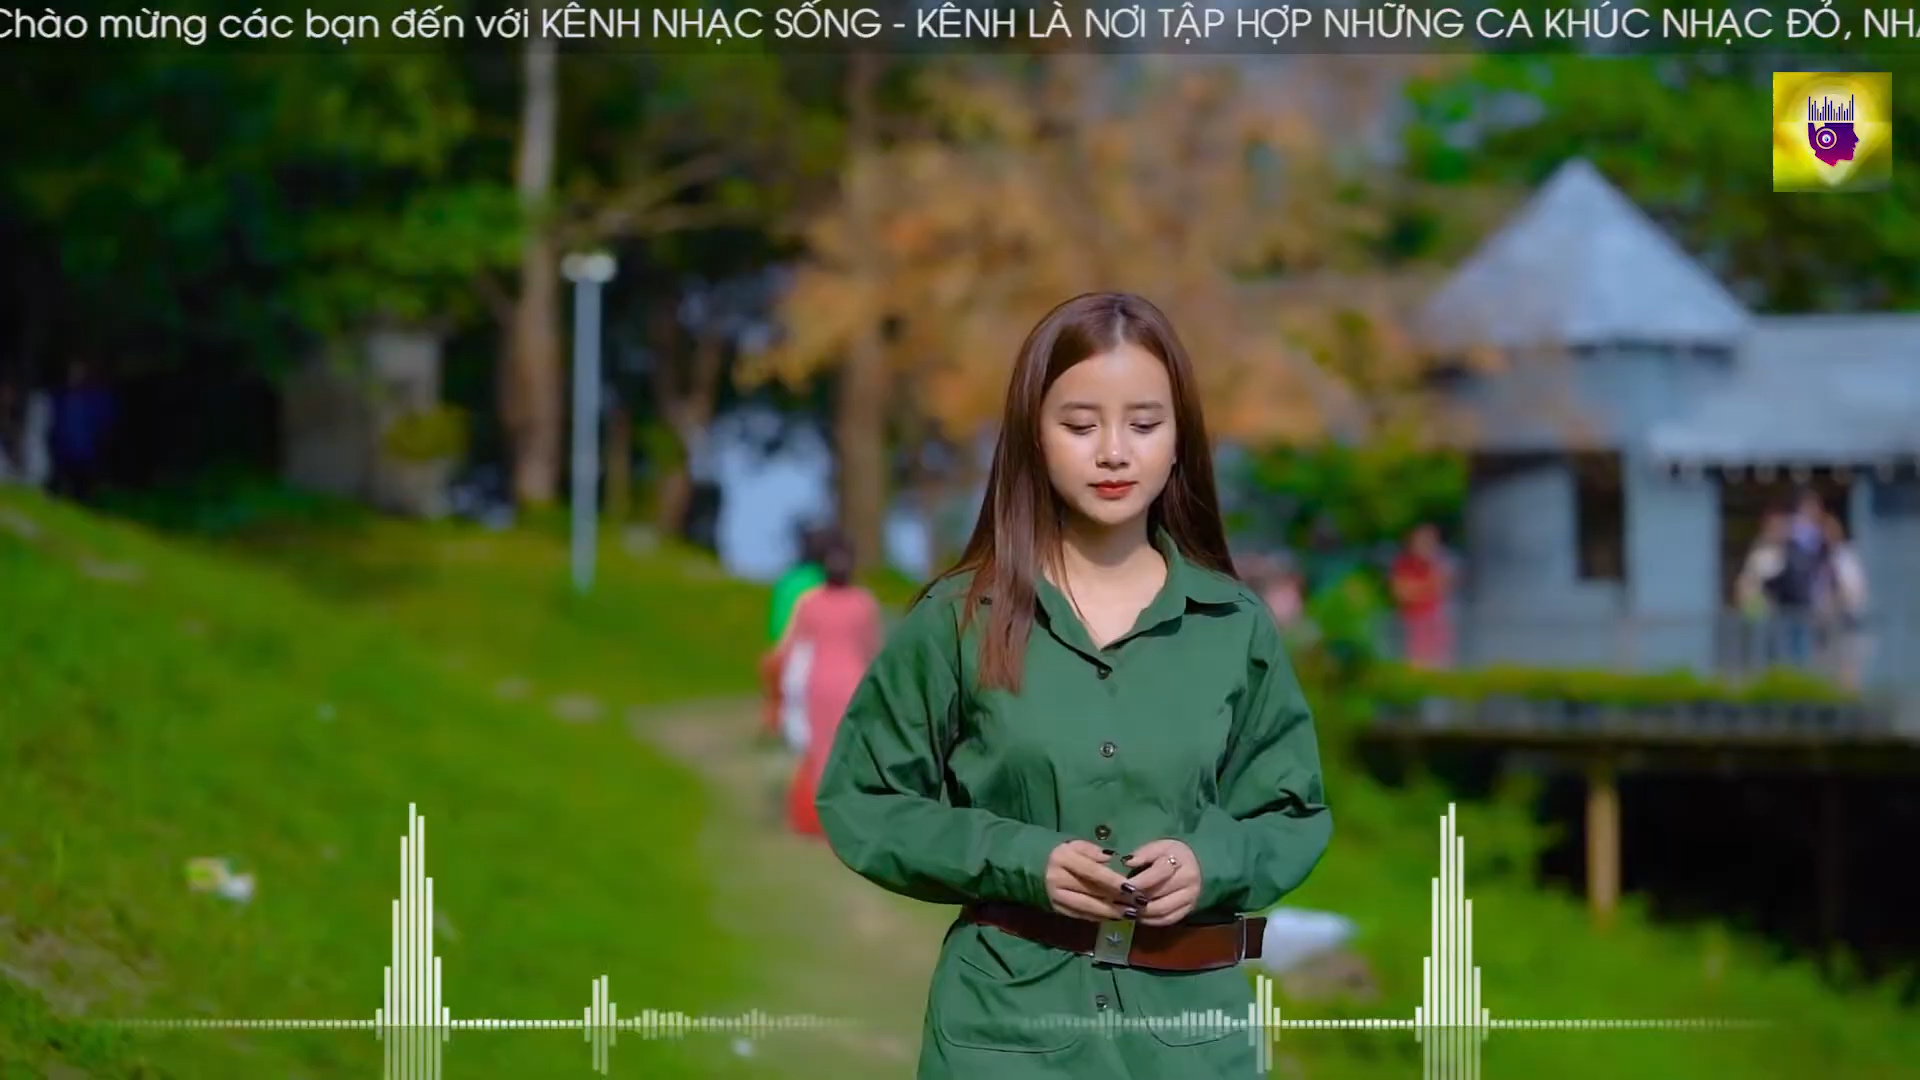 Chào mừng các bạn đến với KÊNH NHẠC SỐNG - KÊNH LÀ NƠI TẬP HỢP NHỮNG CA KHÚC NHẠC ĐỎ,